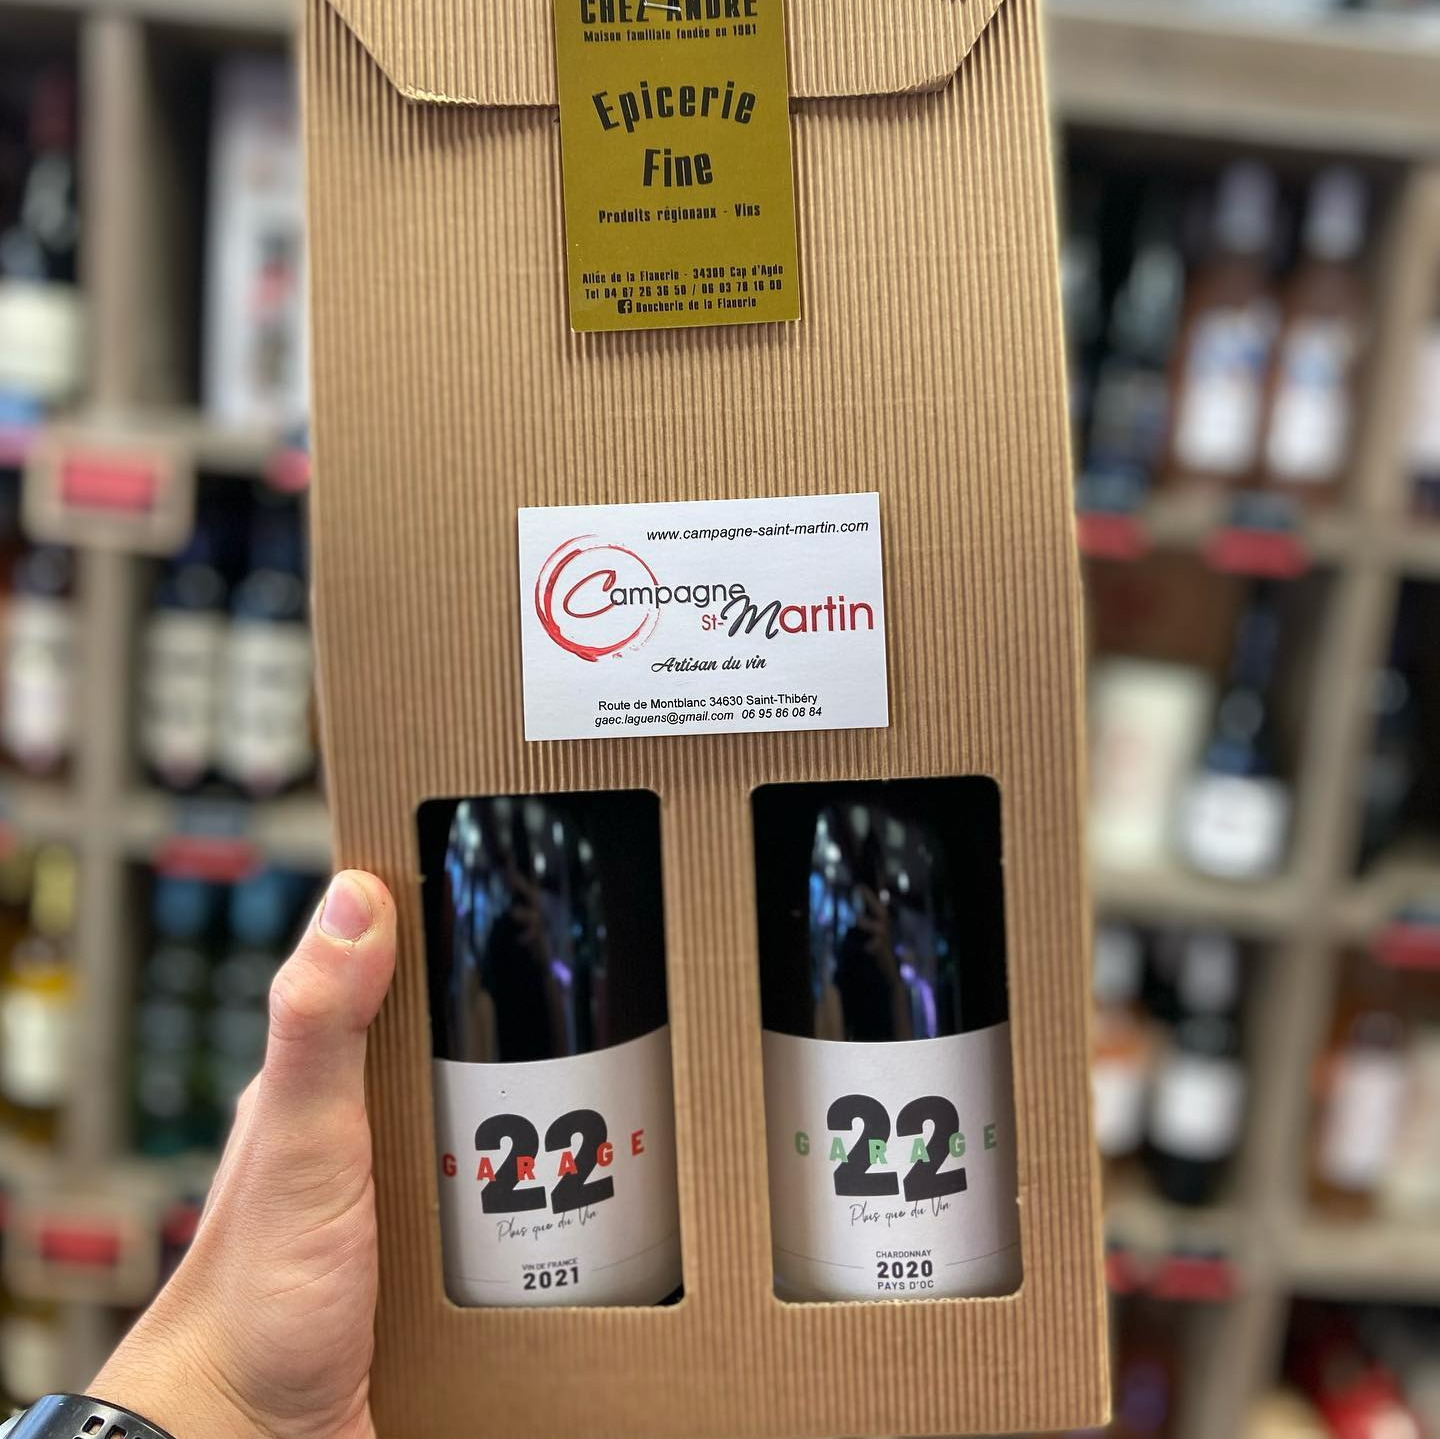 CHEZ ANDRE
Maison familiale fondée en 1981
Epicerie
Fine
Produits régionaux - Vins
Allée de la Flanerie - 34300 Cap d'Agde
Tel 04 67 26 36 50 / 06 03 78 16 00
Boucherie de la Flanerie
www.campagne-saint-martin.com
Campagne
St-Martin
Artisan du vin
Route de Montblanc 34630 Saint-Thibéry
gaec.laguens@gmail.com 06 95 86 08 84
22
GARAGE
Plus que du Vin
VIN DE FRANCE
2021
22
GARAGE
Plus que du Vin
CHARDONNAY
2020
PAYS D'OC